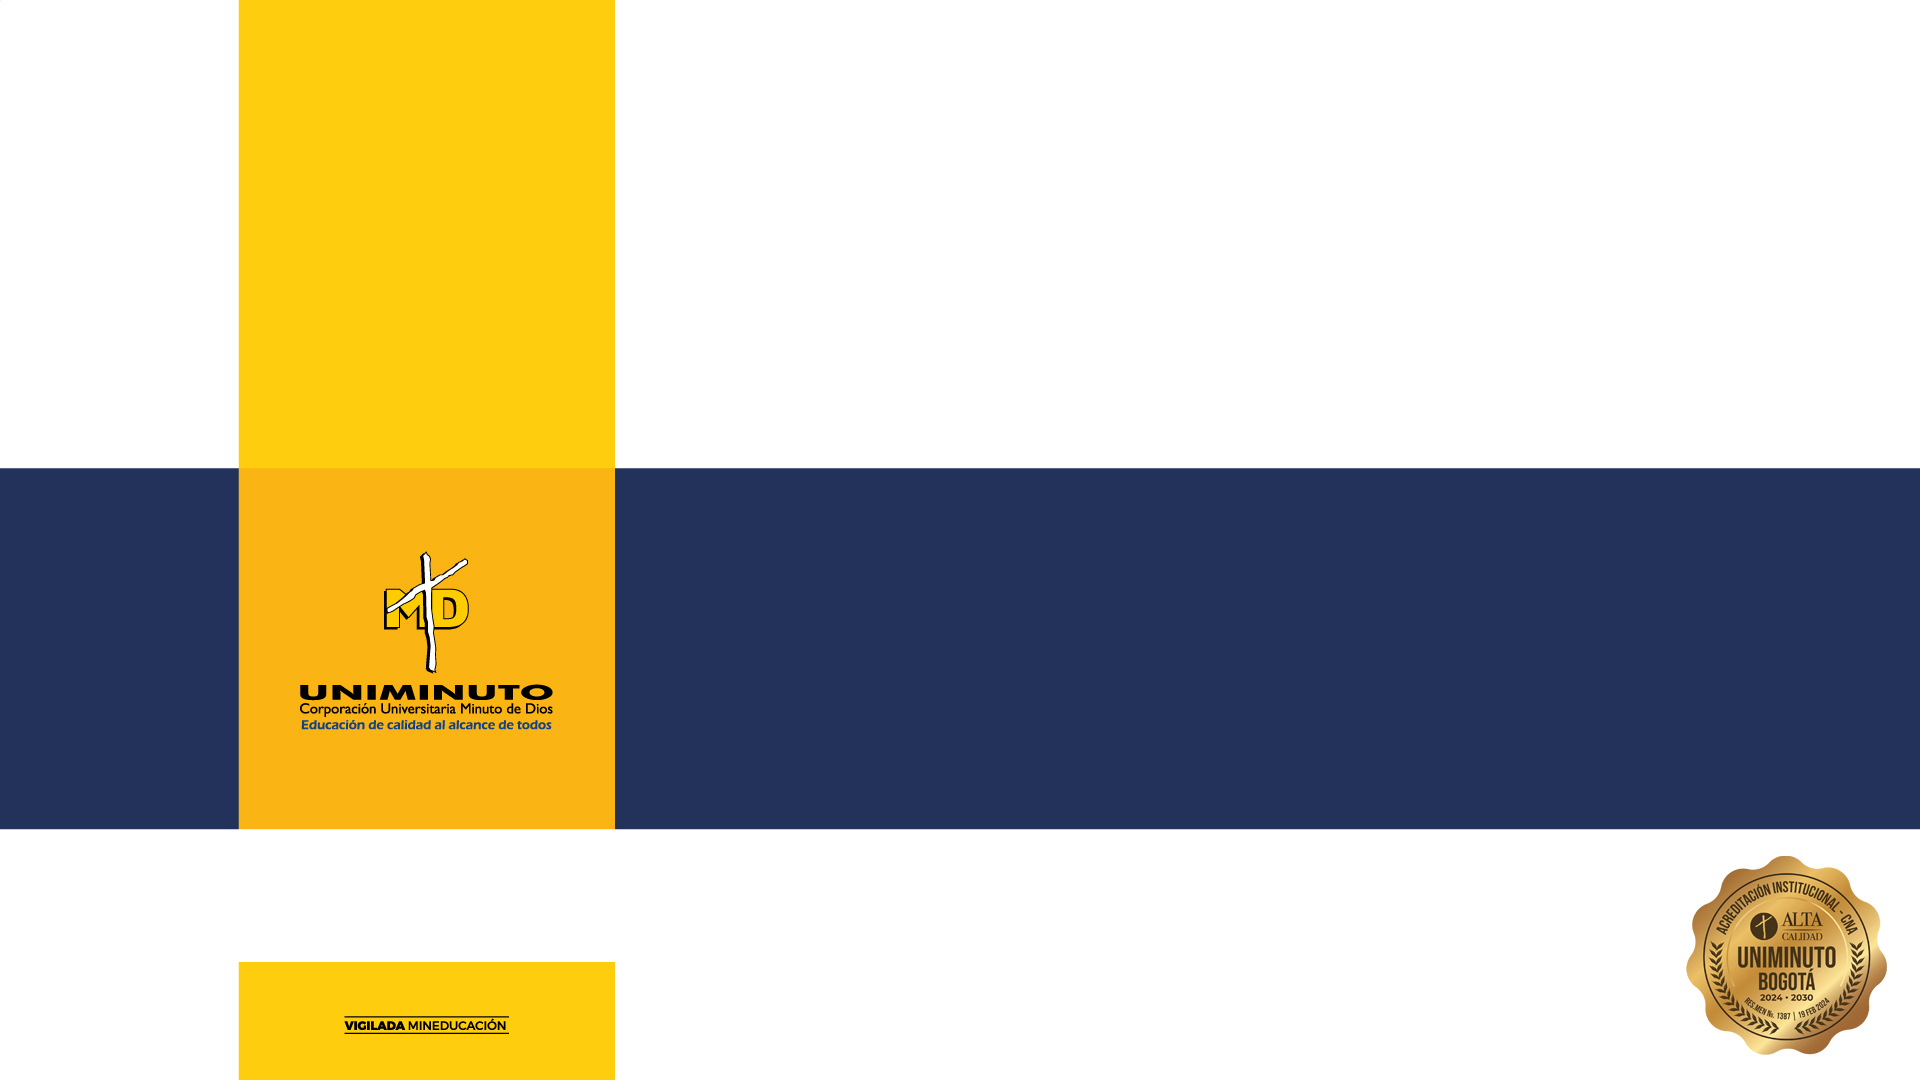 MD
UNIMINUTO
Corporación Universitaria Minuto de Dios
Educación de calidad al alcance de todos
VIGILADA MINEDUCACIÓN
ACREDITACIÓN INSTITUCIONAL - CNA
ALTA
CALIDAD
UNIMINUTO
BOGOTÁ
2024 • 2030
RES.MEN No. 1387 | 19 FEB 2024